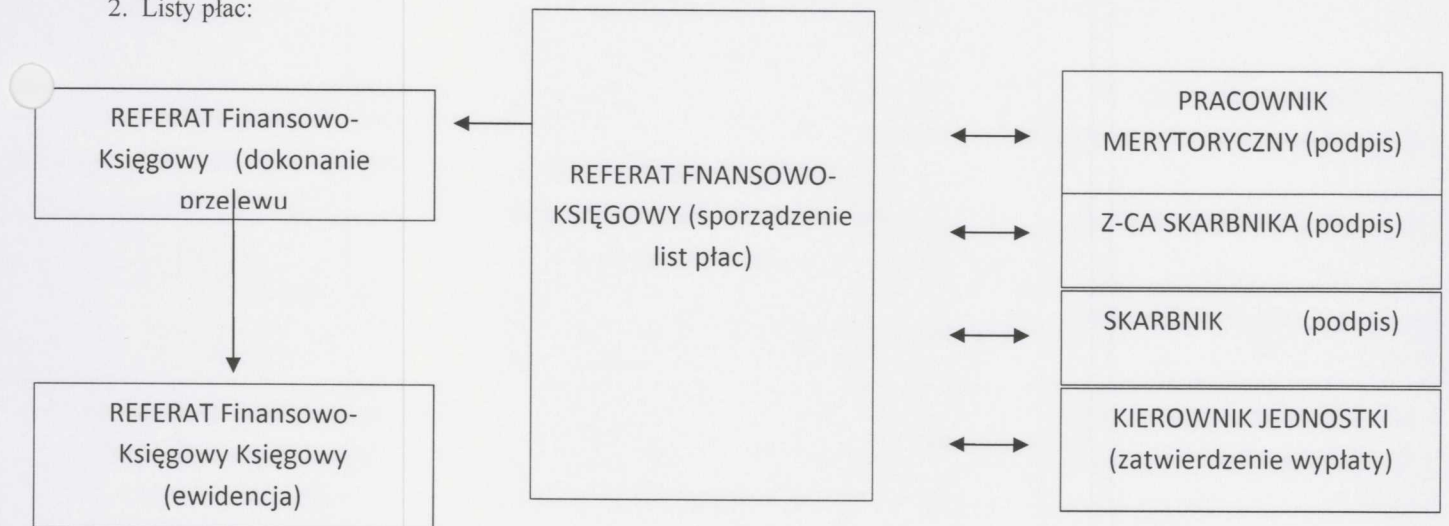 2. Listy płac:
REFERAT Finansowo-
Księgowy (dokonanie
przelewu
REFERAT Finansowo-
Księgowy Księgowy
(ewidencja)
REFERAT FNANSOWO-
KSIĘGOWY (sporządzenie
list płac)
PRACOWNIK
MERYTORYCZNY (podpis)
Z-CA SKARBNIKA (podpis)
SKARBNIK (podpis)
KIEROWNIK JEDNOSTKI
(zatwierdzenie wypłaty)